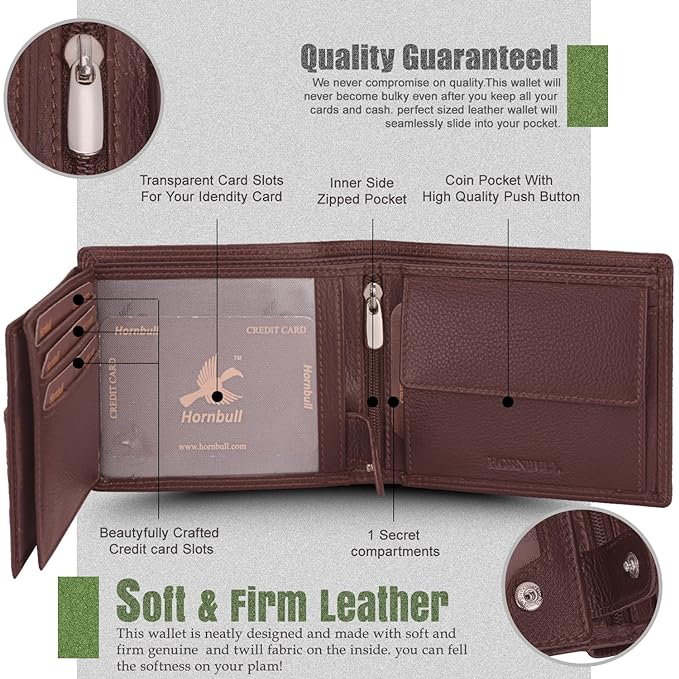 Quality Guaranteed
We never compromise on quality.This wallet will
never become bulky even after you keep all your
cards and cash. perfect sized leather wallet will
seamlessly slide into your pocket.
Transparent Card Slots
For Your Idendity Card
Inner Side
Zipped Pocket
Coin Pocket With
High Quality Push Button
Hornbull
CREDIT CARD
CREDIT CARD
Hornbull
TM
Hornbull
www.hornbull.com
HORNBULL
Beautyfully Crafted
Credit card Slots
1 Secret
compartments
Soft & Firm Leather
This wallet is neatly designed and made with soft and
firm genuine and twill fabric on the inside. you can fell
the softness on your plam!